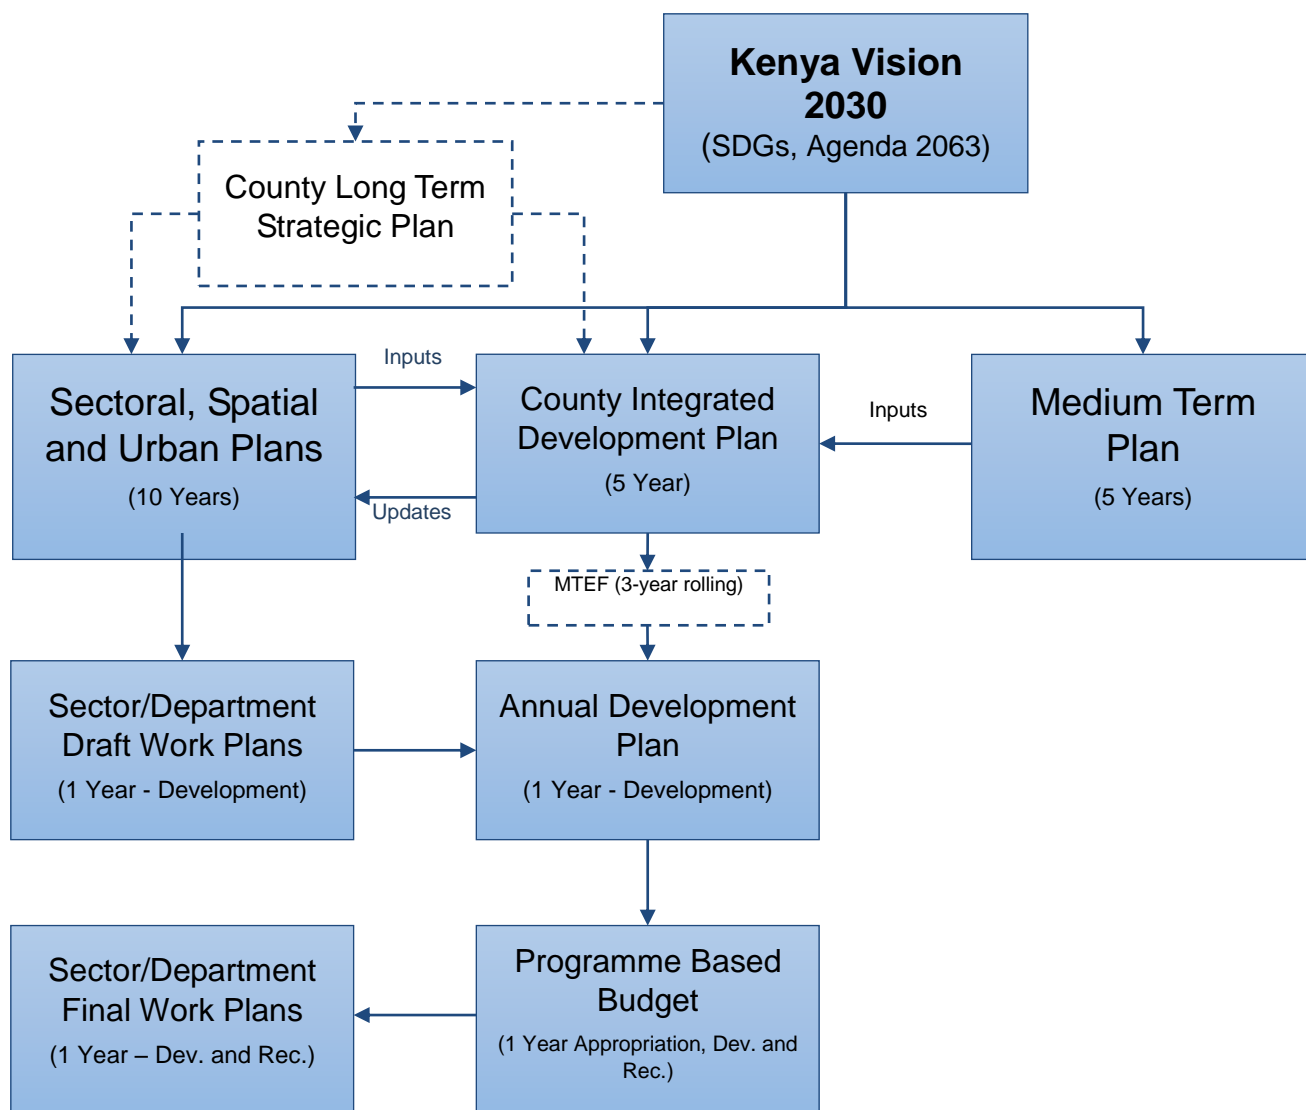 Kenya Vision
2030
(SDGs, Agenda 2063)
County Long Term
Strategic Plan
Sectoral, Spatial
and Urban Plans
(10 Years)
Inputs
Updates
County Integrated
Development Plan
(5 Year)
Inputs
Medium Term
Plan
(5 Years)
MTEF (3-year rolling)
Sector/Department
Draft Work Plans
(1 Year - Development)
Annual Development
Plan
(1 Year - Development)
Sector/Department
Final Work Plans
(1 Year – Dev. and Rec.)
Programme Based
Budget
(1 Year Appropriation, Dev. and
Rec.)